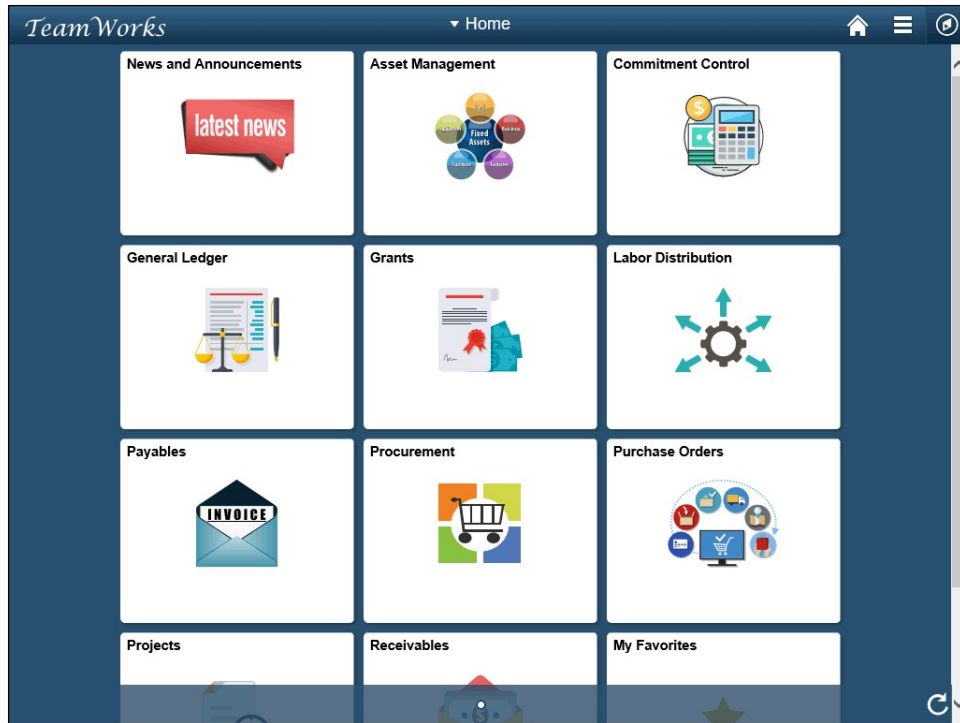 TeamWorks
Home
News and Announcements
Asset Management
Commitment Control
latest news
Fixed
Assets
Buildings
General Ledger
Grants
Labor Distribution
Payables
Procurement
Purchase Orders
INVOICE
Projects
Receivables
My Favorites